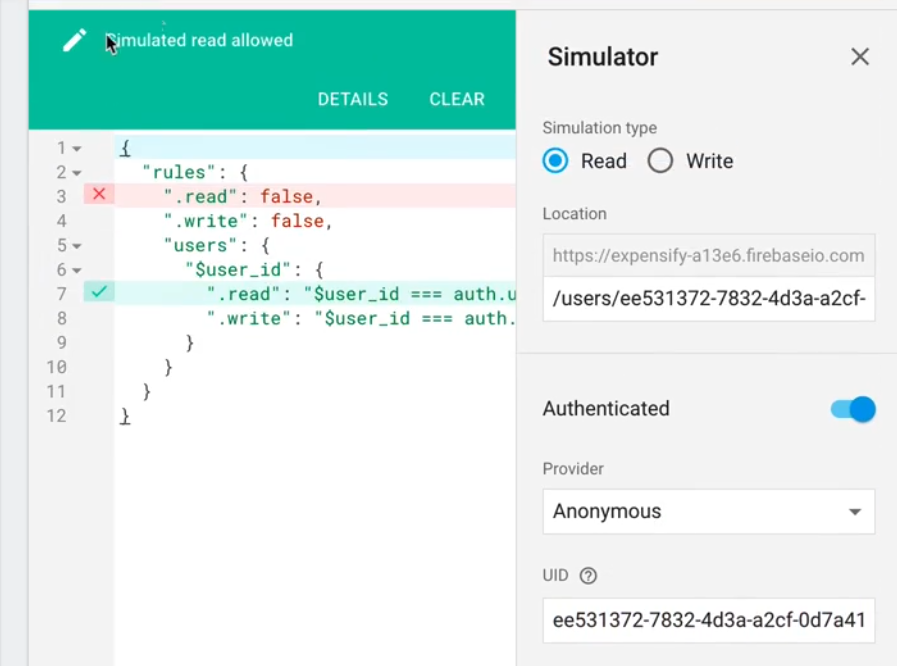 Simulated read allowed
DETAILS CLEAR
1 {
2 "rules": {
3 ".read": false,
4 ".write": false,
5 "users": {
6 "$user_id": {
7 ".read": "$user_id === auth.u
8 ".write": "$user_id === auth.
9 }
10 }
11 }
12 }
Simulator
Simulation type
Read Write
Location
https://expensify-a13e6.firebaseio.com
/users/ee531372-7832-4d3a-a2cf-
Authenticated
Provider
Anonymous
UID
ee531372-7832-4d3a-a2cf-0d7a41